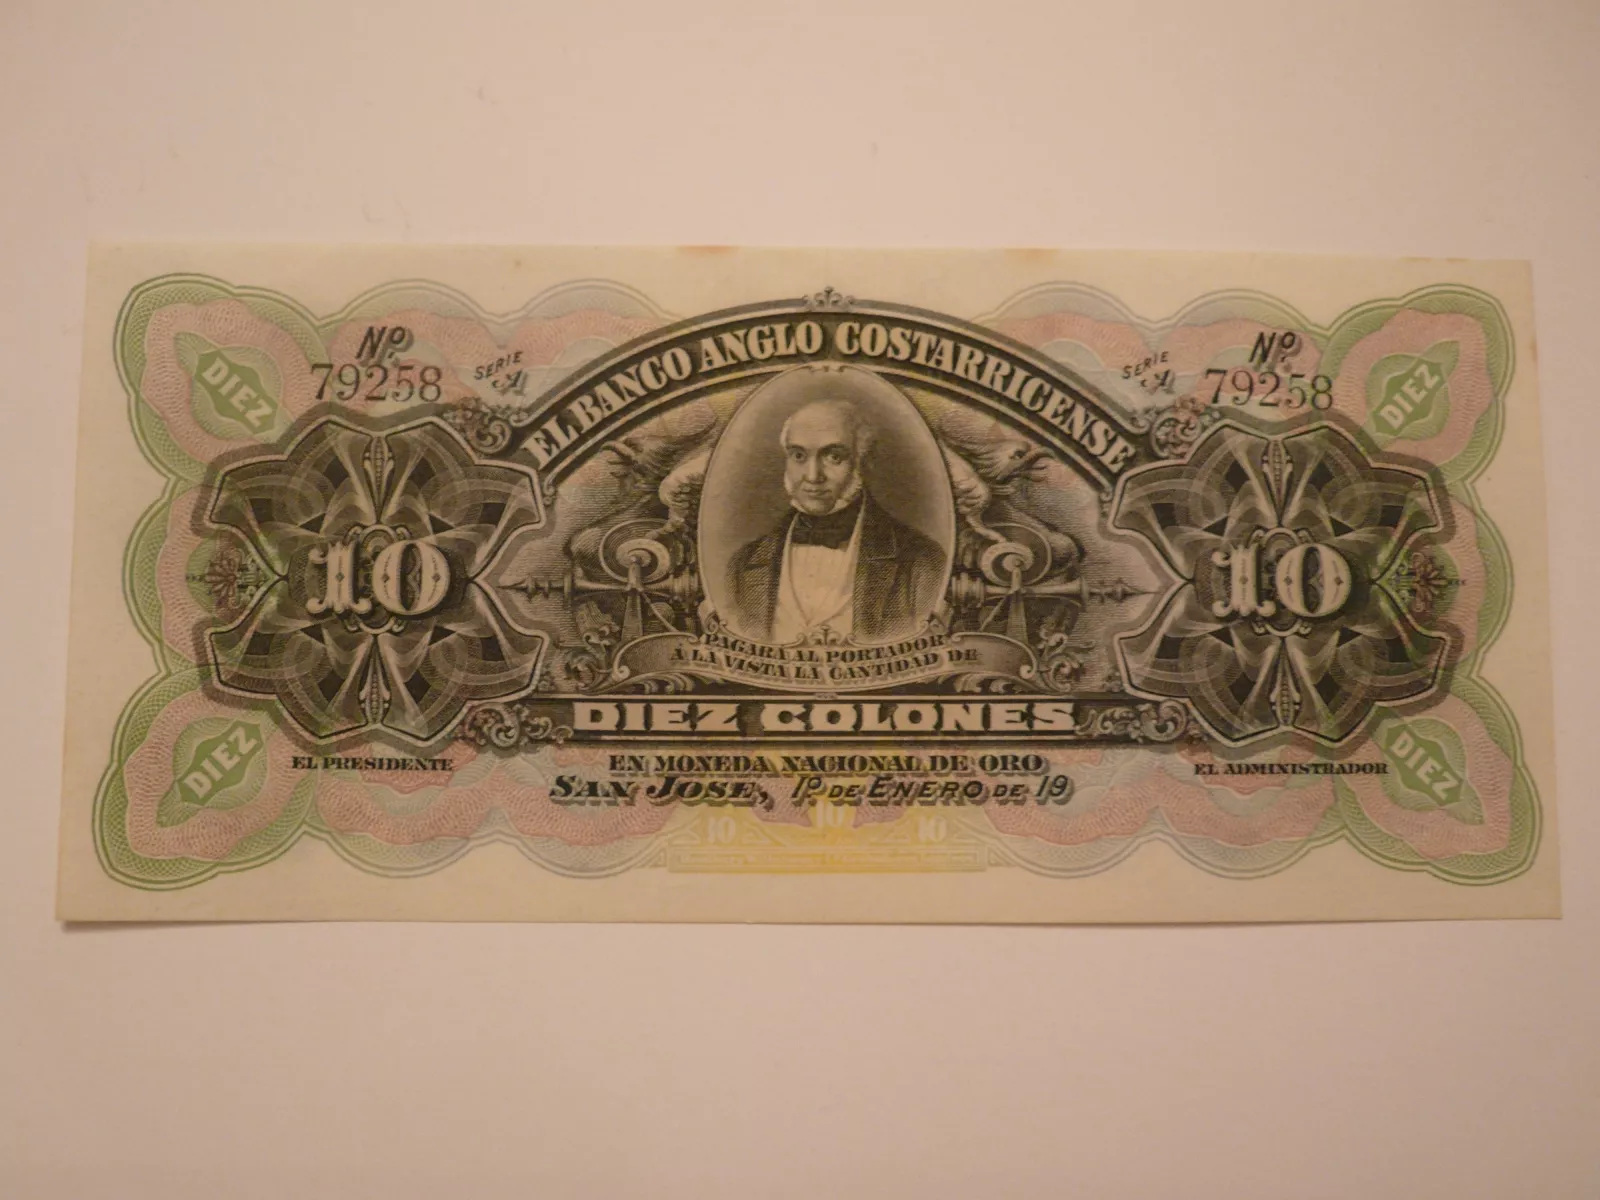 Nº 79258 SERIE A
SERIE A Nº 79258
EL BANCO ANGLO COSTARRICENSE
DIEZ
DIEZ
10
10
PAGARÁ AL PORTADOR
Á LA VISTA LA CANTIDAD DE
DIEZ COLONES
EN MONEDA NACIONAL DE ORO
SAN JOSE, 1º DE ENERO DE 19
EL PRESIDENTE
EL ADMINISTRADOR
DIEZ
DIEZ
10 10 10